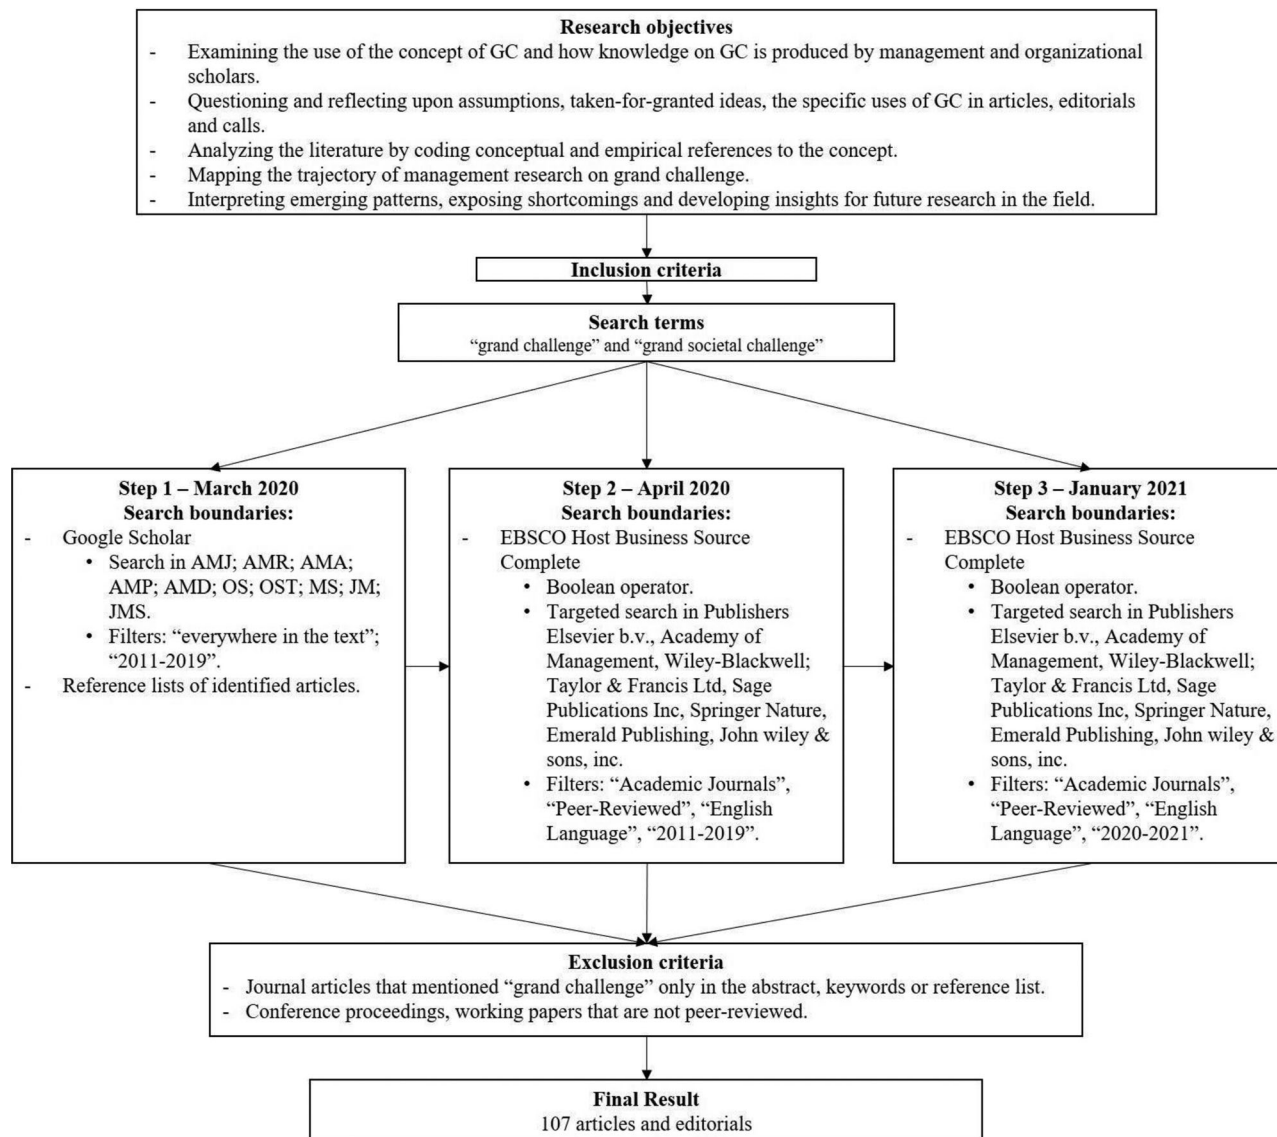 Research objectives
- Examining the use of the concept of GC and how knowledge on GC is produced by management and organizational
scholars.
- Questioning and reflecting upon assumptions, taken-for-granted ideas, the specific uses of GC in articles, editorials
and calls.
- Analyzing the literature by coding conceptual and empirical references to the concept.
- Mapping the trajectory of management research on grand challenge.
- Interpreting emerging patterns, exposing shortcomings and developing insights for future research in the field.
Inclusion criteria
Search terms
“grand challenge” and “grand societal challenge”
Step 1 – March 2020
Search boundaries:
- Google Scholar
• Search in AMJ; AMR; AMA;
AMP; AMD; OS; OST; MS; JM;
JMS.
• Filters: “everywhere in the text”;
“2011-2019”.
- Reference lists of identified articles.
Step 2 – April 2020
Search boundaries:
- EBSCO Host Business Source
Complete
• Boolean operator.
• Targeted search in Publishers
Elsevier b.v., Academy of
Management, Wiley-Blackwell;
Taylor & Francis Ltd, Sage
Publications Inc, Springer Nature,
Emerald Publishing, John wiley &
sons, inc.
• Filters: “Academic Journals”,
“Peer-Reviewed”, “English
Language”, “2011-2019”.
Step 3 – January 2021
Search boundaries:
- EBSCO Host Business Source
Complete
• Boolean operator.
• Targeted search in Publishers
Elsevier b.v., Academy of
Management, Wiley-Blackwell;
Taylor & Francis Ltd, Sage
Publications Inc, Springer Nature,
Emerald Publishing, John wiley &
sons, inc.
• Filters: “Academic Journals”,
“Peer-Reviewed”, “English
Language”, “2020-2021”.
Exclusion criteria
- Journal articles that mentioned “grand challenge” only in the abstract, keywords or reference list.
- Conference proceedings, working papers that are not peer-reviewed.
Final Result
107 articles and editorials